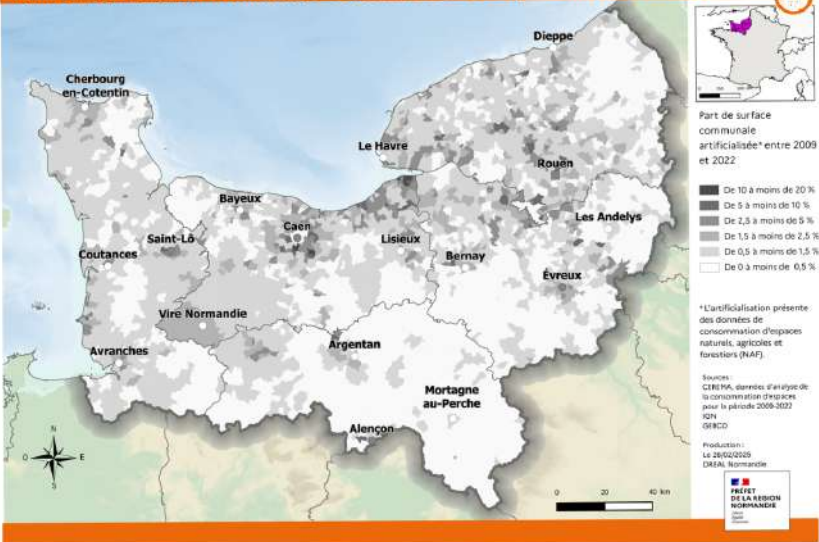 Dieppe
Cherbourg
en-Cotentin
Le Havre
Rouen
Bayeux
Les Andelys
Caen
Saint-Lô
Lisieux
Coutances
Bernay
Évreux
Vire Normandie
Argentan
Avranches
Mortagne
au-Perche
Alençon
N
O
E
S
0
20
40 km
Part de surface
communale
artificialisée* entre 2009
et 2022
De 10 à moins de 20 %
De 5 à moins de 10 %
De 2,5 à moins de 5 %
De 1,5 à moins de 2,5 %
De 0,5 à moins de 1,5 %
De 0 à moins de 0,5 %
*L'artificialisation présente
des données de
consommation d'espaces
naturels, agricoles et
forestiers (NAF).
Sources :
CEREMA, données d'analyse de
la consommation d'espaces
pour la période 2009-2022
IGN
GEBCO
Production :
Le 26/02/2025
DREAL Normandie
PRÉFET
DE LA RÉGION
NORMANDIE